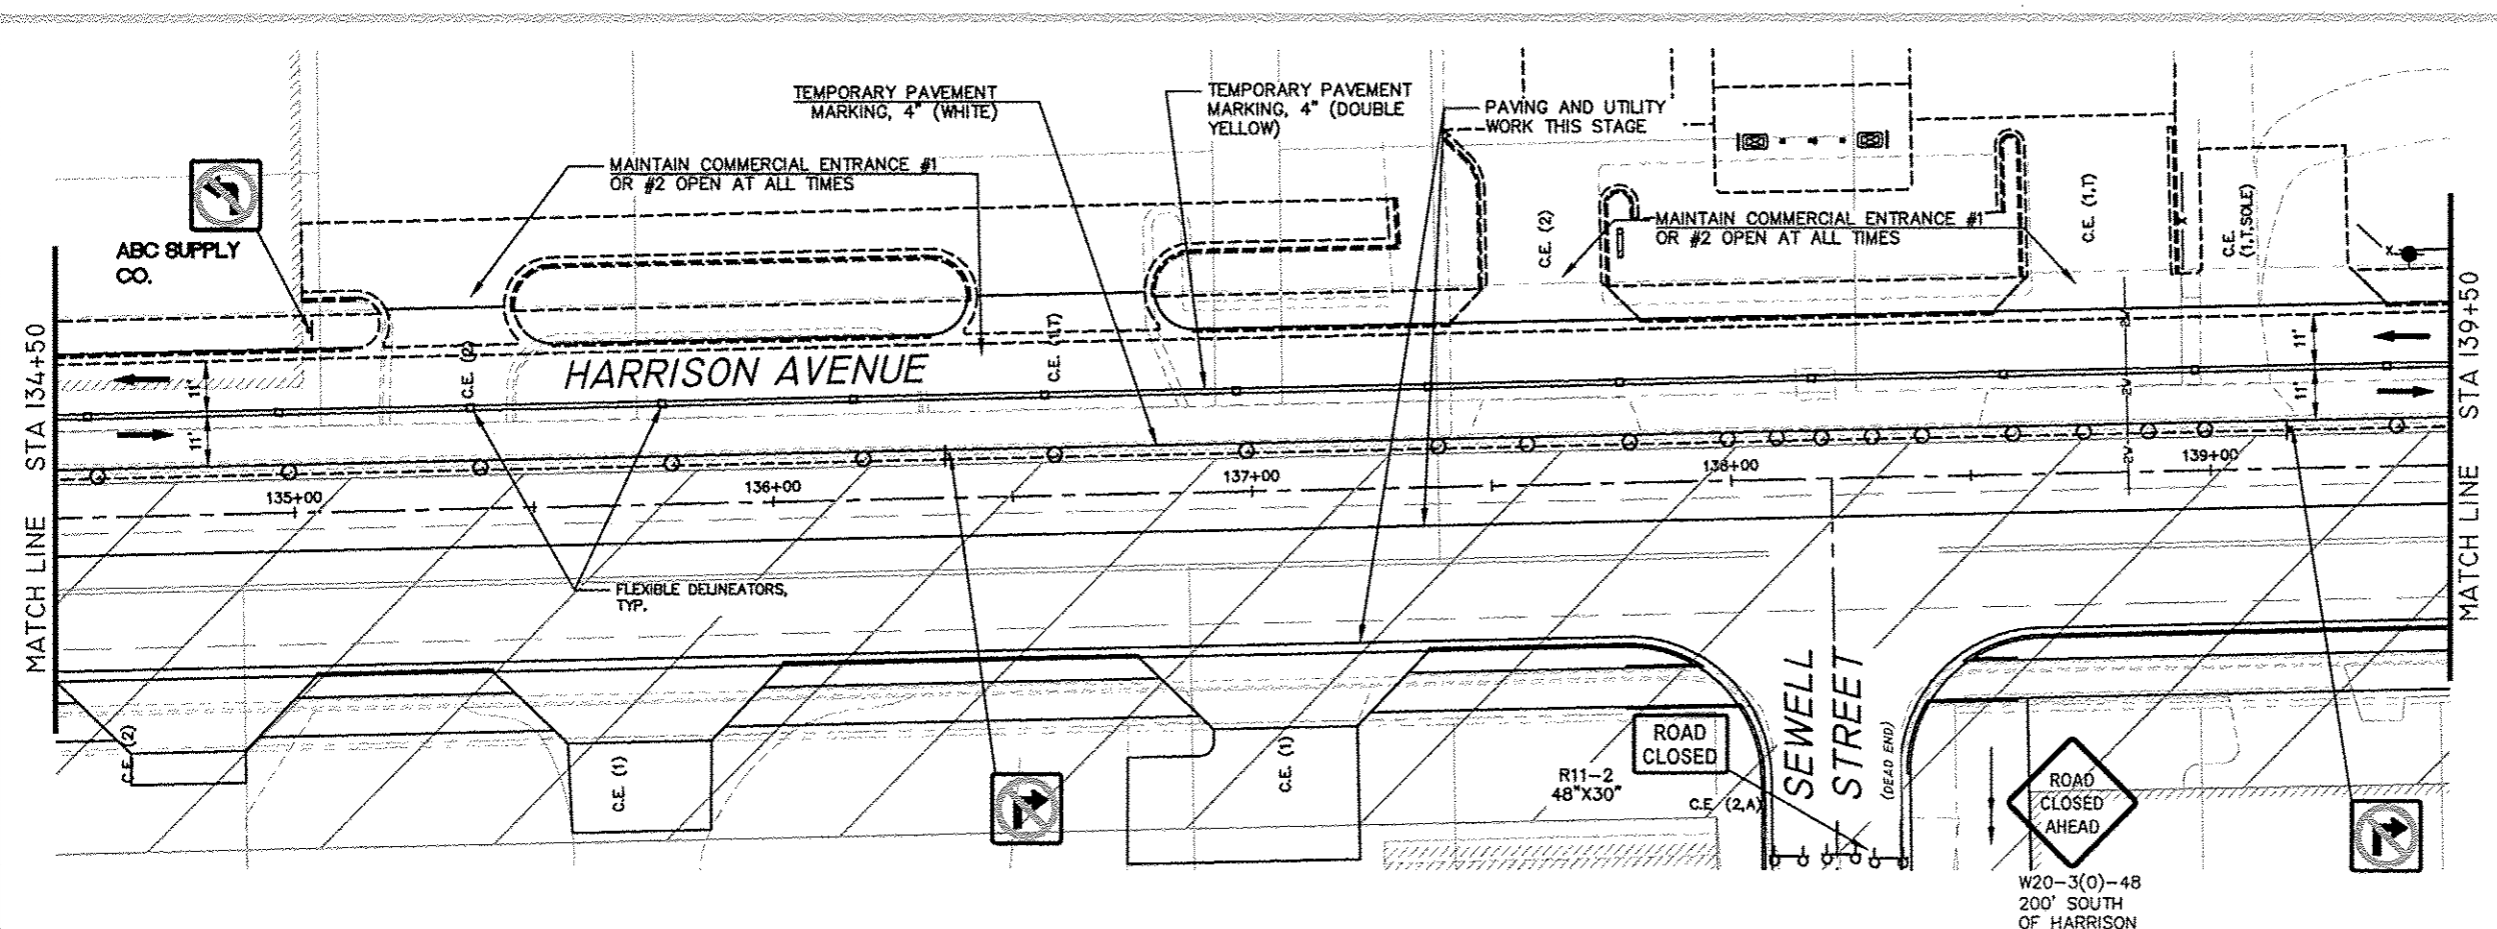 TEMPORARY PAVEMENT
MARKING, 4" (WHITE)
TEMPORARY PAVEMENT
MARKING, 4" (DOUBLE
YELLOW)
PAVING AND UTILITY
WORK THIS STAGE
MAINTAIN COMMERCIAL ENTRANCE #1
OR #2 OPEN AT ALL TIMES
ABC SUPPLY
CO.
MAINTAIN COMMERCIAL ENTRANCE #1
OR #2 OPEN AT ALL TIMES
C.E. (2)
C.E. (1,T)
C.E.
(1,T,SOLE)
C.E. (2)
C.E. (1T)
HARRISON AVENUE
11'
11'
11'
11'
2W
2W
2W
MATCH LINE STA 134+50
MATCH LINE STA 139+50
135+00
136+00
137+00
138+00
139+00
FLEXIBLE DELINEATORS,
TYP.
C.E. (2)
C.E. (1)
C.E. (1)
R11-2
48"X30"
ROAD
CLOSED
C.E. (2,A)
SEWELL
STREET
(DEAD END)
ROAD
CLOSED
AHEAD
W20-3(O)-48
200' SOUTH
OF HARRISON